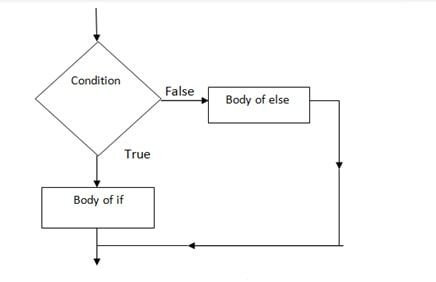 Condition
False
Body of else
True
Body of if